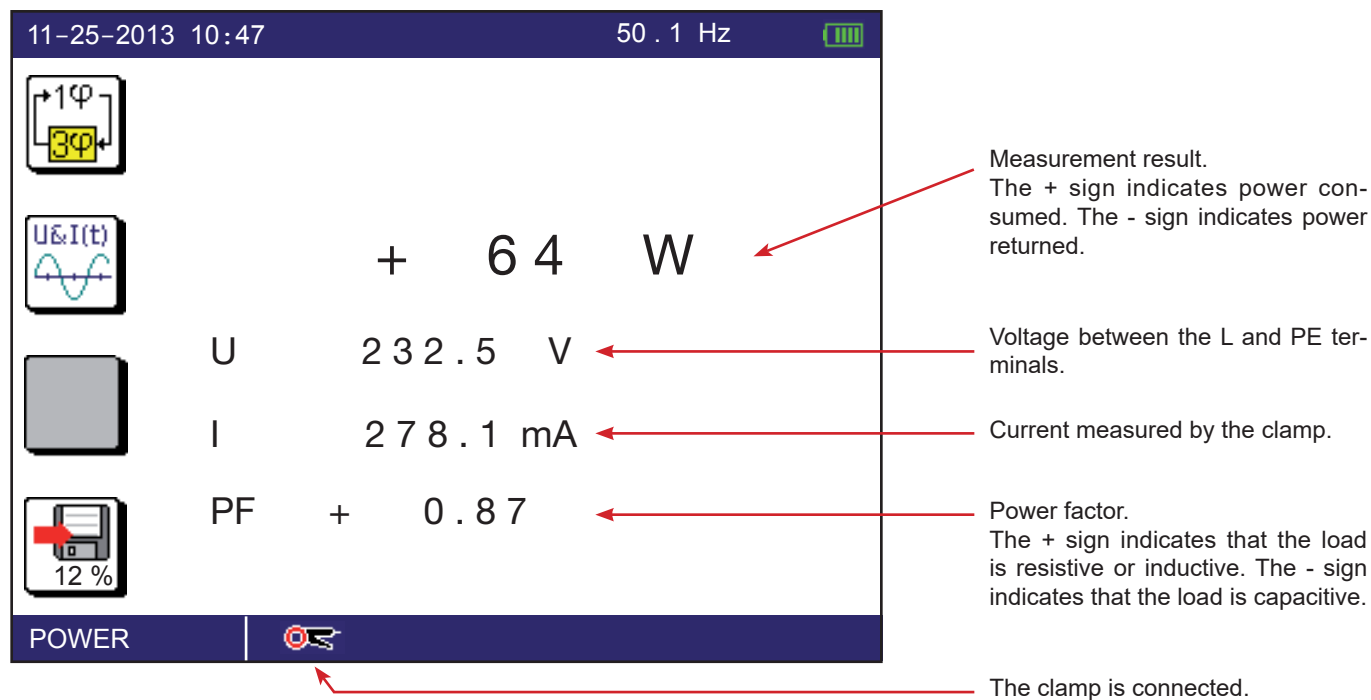 11-25-2013 10:47 50.1 Hz
1φ
3φ
U&I(t)
+ 64 W
U 232.5 V
I 278.1 mA
PF + 0.87
12 %
POWER
Measurement result.
The + sign indicates power con-
sumed. The - sign indicates power
returned.
Voltage between the L and PE ter-
minals.
Current measured by the clamp.
Power factor.
The + sign indicates that the load
is resistive or inductive. The - sign
indicates that the load is capacitive.
The clamp is connected.